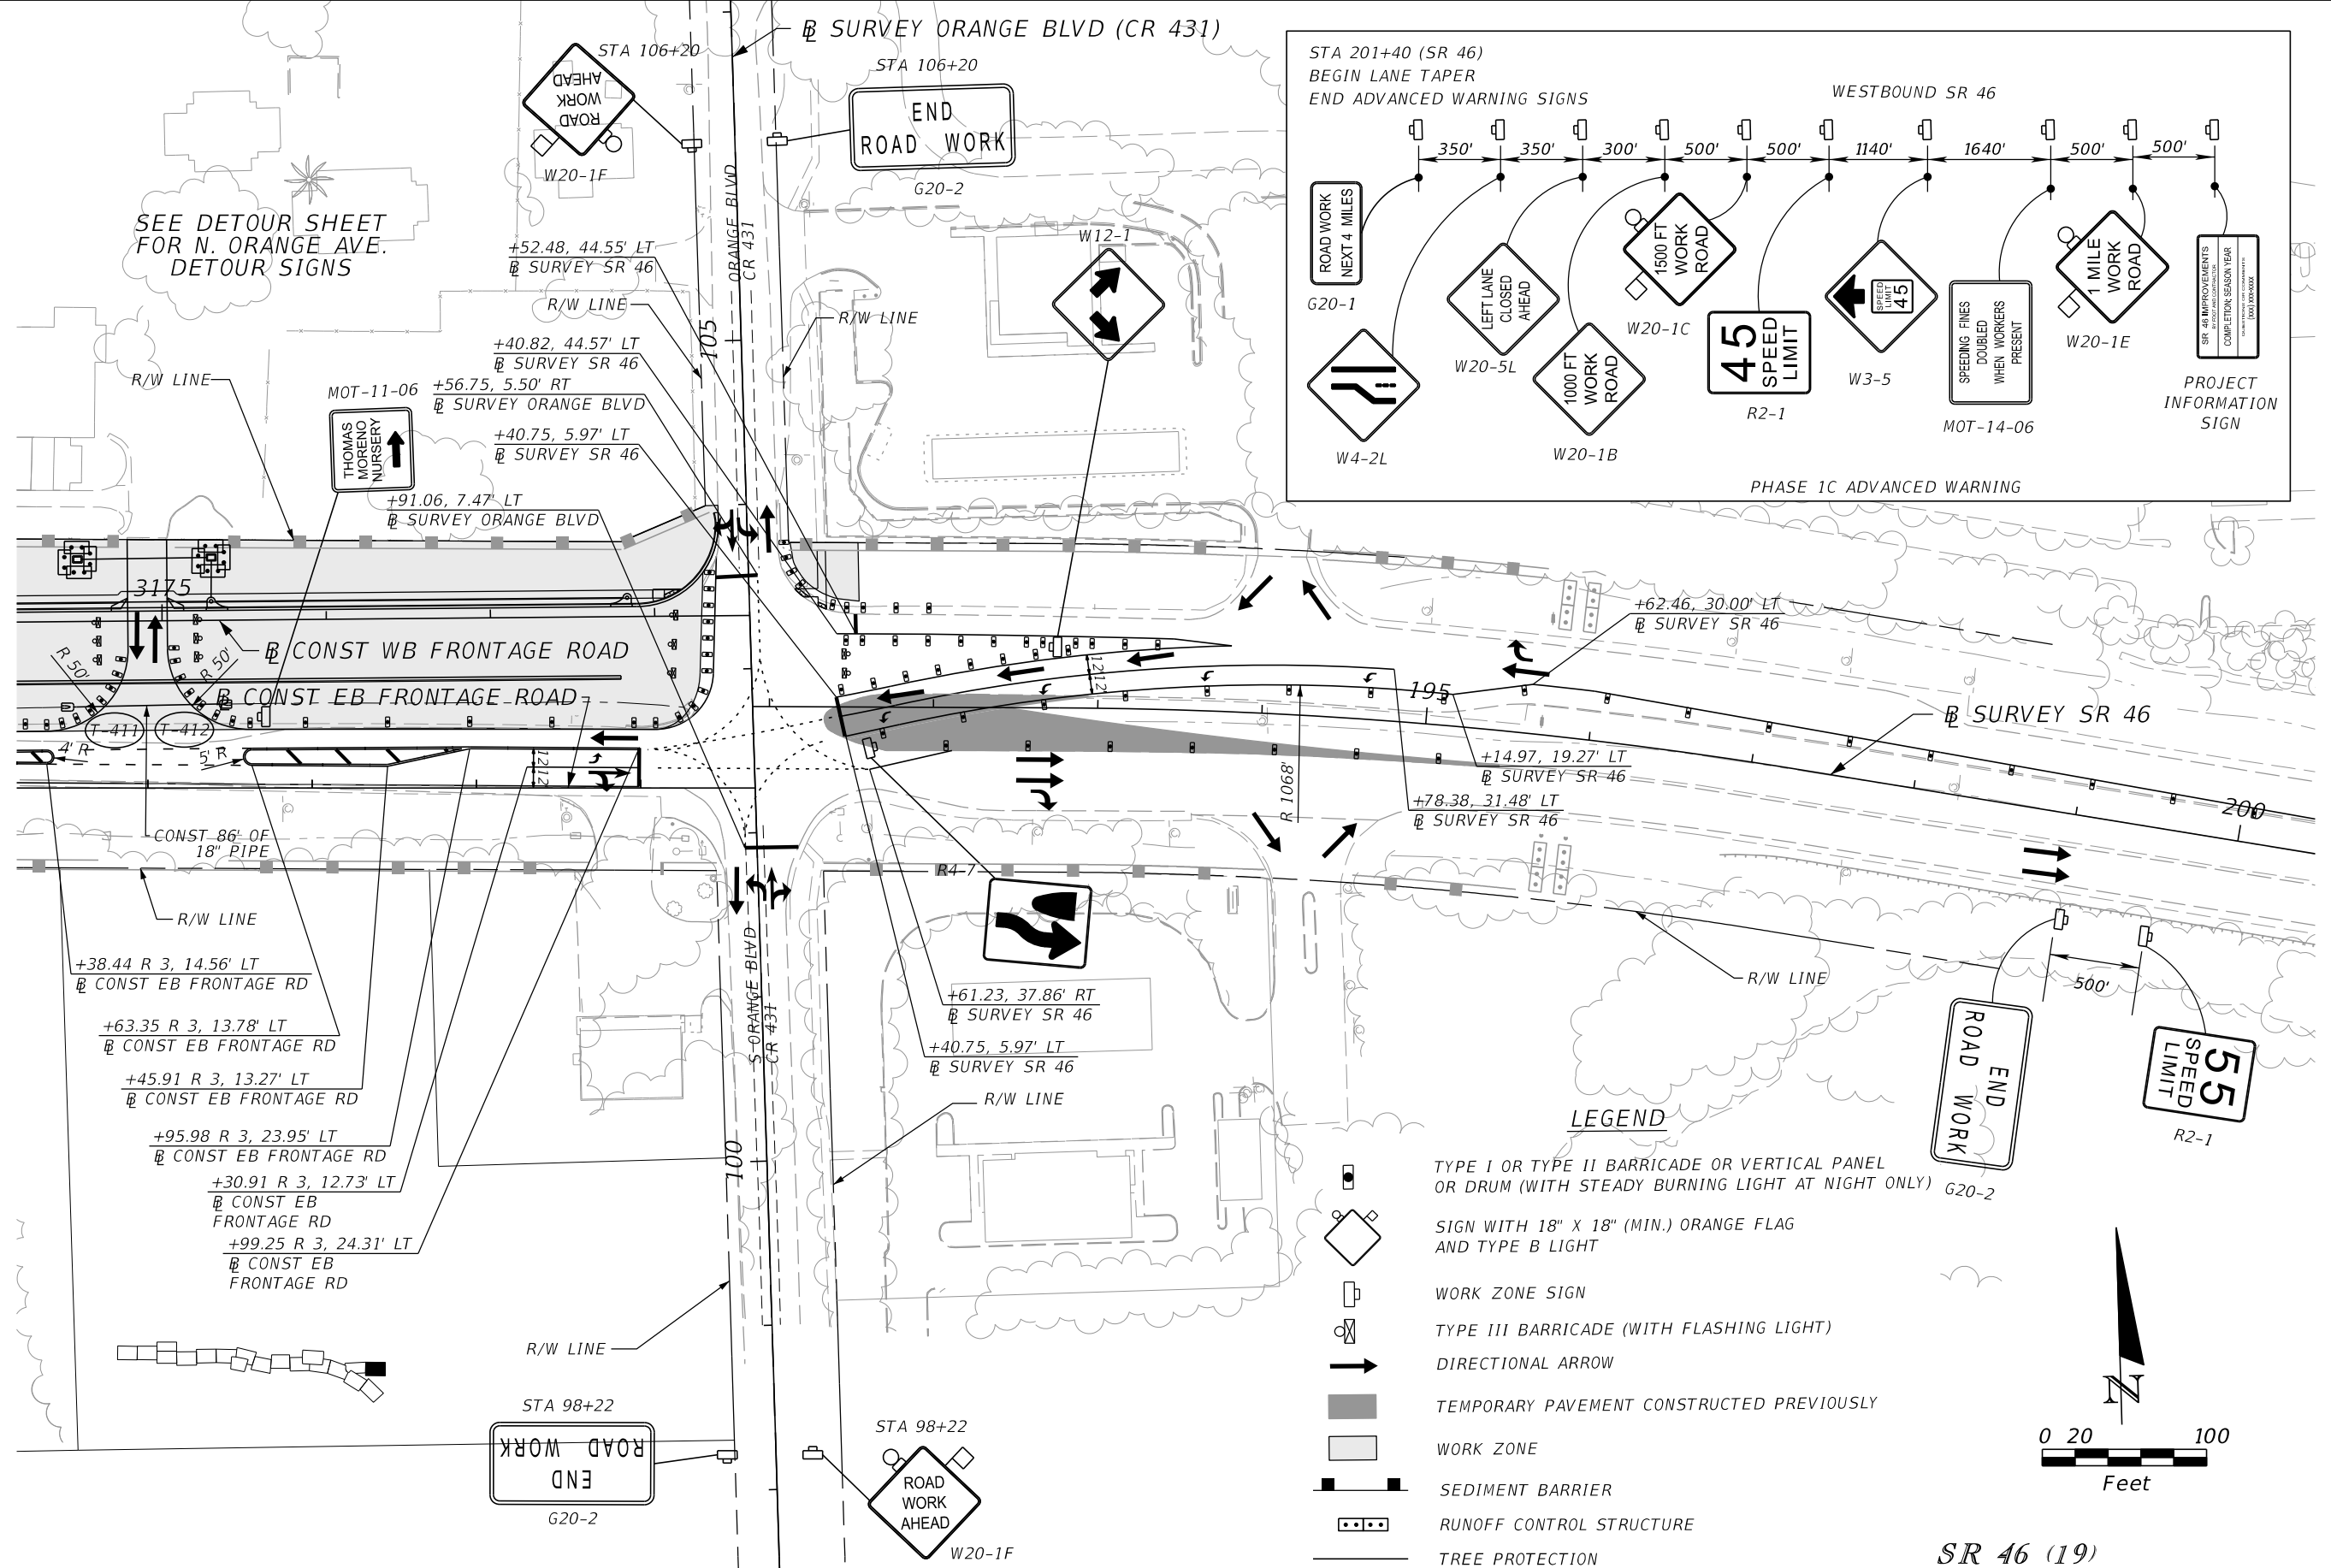 ℄ SURVEY ORANGE BLVD (CR 431)
STA 106+20
ROAD
WORK
AHEAD
W20-1F
STA 106+20
END
ROAD WORK
G20-2
SEE DETOUR SHEET
FOR N. ORANGE AVE.
DETOUR SIGNS
ORANGE BLVD
CR 431
105
+52.48, 44.55' LT
℄ SURVEY SR 46
R/W LINE
R/W LINE
W12-1
+40.82, 44.57' LT
℄ SURVEY SR 46
R/W LINE
MOT-11-06
THOMAS
MORENO
NURSERY
+56.75, 5.50' RT
℄ SURVEY ORANGE BLVD
+40.75, 5.97' LT
℄ SURVEY SR 46
+91.06, 7.47' LT
℄ SURVEY ORANGE BLVD
STA 201+40 (SR 46)
BEGIN LANE TAPER
END ADVANCED WARNING SIGNS
WESTBOUND SR 46
350'
350'
300'
500'
500'
1140'
1640'
500'
500'
ROAD WORK
NEXT 4 MILES
G20-1
W4-2L
LEFT LANE
CLOSED
AHEAD
W20-5L
1000 FT
WORK
ROAD
W20-1B
1500 FT
WORK
ROAD
W20-1C
45
SPEED
LIMIT
R2-1
SPEED
LIMIT
45
W3-5
SPEEDING FINES
DOUBLED
WHEN WORKERS
PRESENT
MOT-14-06
1 MILE
WORK
ROAD
W20-1E
SR 46 IMPROVEMENTS
COMPLETION; SEASON YEAR
(XXX) XXX-XXXX
PROJECT
INFORMATION
SIGN
PHASE 1C ADVANCED WARNING
3175
℄ CONST WB FRONTAGE ROAD
R 50'
R 50'
℄ CONST EB FRONTAGE ROAD
T-411
T-412
4' R
5' R
12'
12'
12'
12'
CONST 86' OF
18" PIPE
R/W LINE
195
+62.46, 30.00' LT
℄ SURVEY SR 46
℄ SURVEY SR 46
+14.97, 19.27' LT
℄ SURVEY SR 46
+78.38, 31.48' LT
℄ SURVEY SR 46
R 1068'
200
R4-7
R/W LINE
500'
END
ROAD WORK
G20-2
55
SPEED
LIMIT
R2-1
+38.44 R 3, 14.56' LT
℄ CONST EB FRONTAGE RD
+63.35 R 3, 13.78' LT
℄ CONST EB FRONTAGE RD
+45.91 R 3, 13.27' LT
℄ CONST EB FRONTAGE RD
+95.98 R 3, 23.95' LT
℄ CONST EB FRONTAGE RD
+30.91 R 3, 12.73' LT
℄ CONST EB
FRONTAGE RD
+99.25 R 3, 24.31' LT
℄ CONST EB
FRONTAGE RD
S ORANGE BLVD
CR 431
100
+61.23, 37.86' RT
℄ SURVEY SR 46
+40.75, 5.97' LT
℄ SURVEY SR 46
R/W LINE
R/W LINE
STA 98+22
END
ROAD WORK
G20-2
STA 98+22
ROAD
WORK
AHEAD
W20-1F
LEGEND
TYPE I OR TYPE II BARRICADE OR VERTICAL PANEL
OR DRUM (WITH STEADY BURNING LIGHT AT NIGHT ONLY)
SIGN WITH 18" X 18" (MIN.) ORANGE FLAG
AND TYPE B LIGHT
WORK ZONE SIGN
TYPE III BARRICADE (WITH FLASHING LIGHT)
DIRECTIONAL ARROW
TEMPORARY PAVEMENT CONSTRUCTED PREVIOUSLY
WORK ZONE
SEDIMENT BARRIER
RUNOFF CONTROL STRUCTURE
TREE PROTECTION
N
0 20 100
Feet
SR 46 (19)